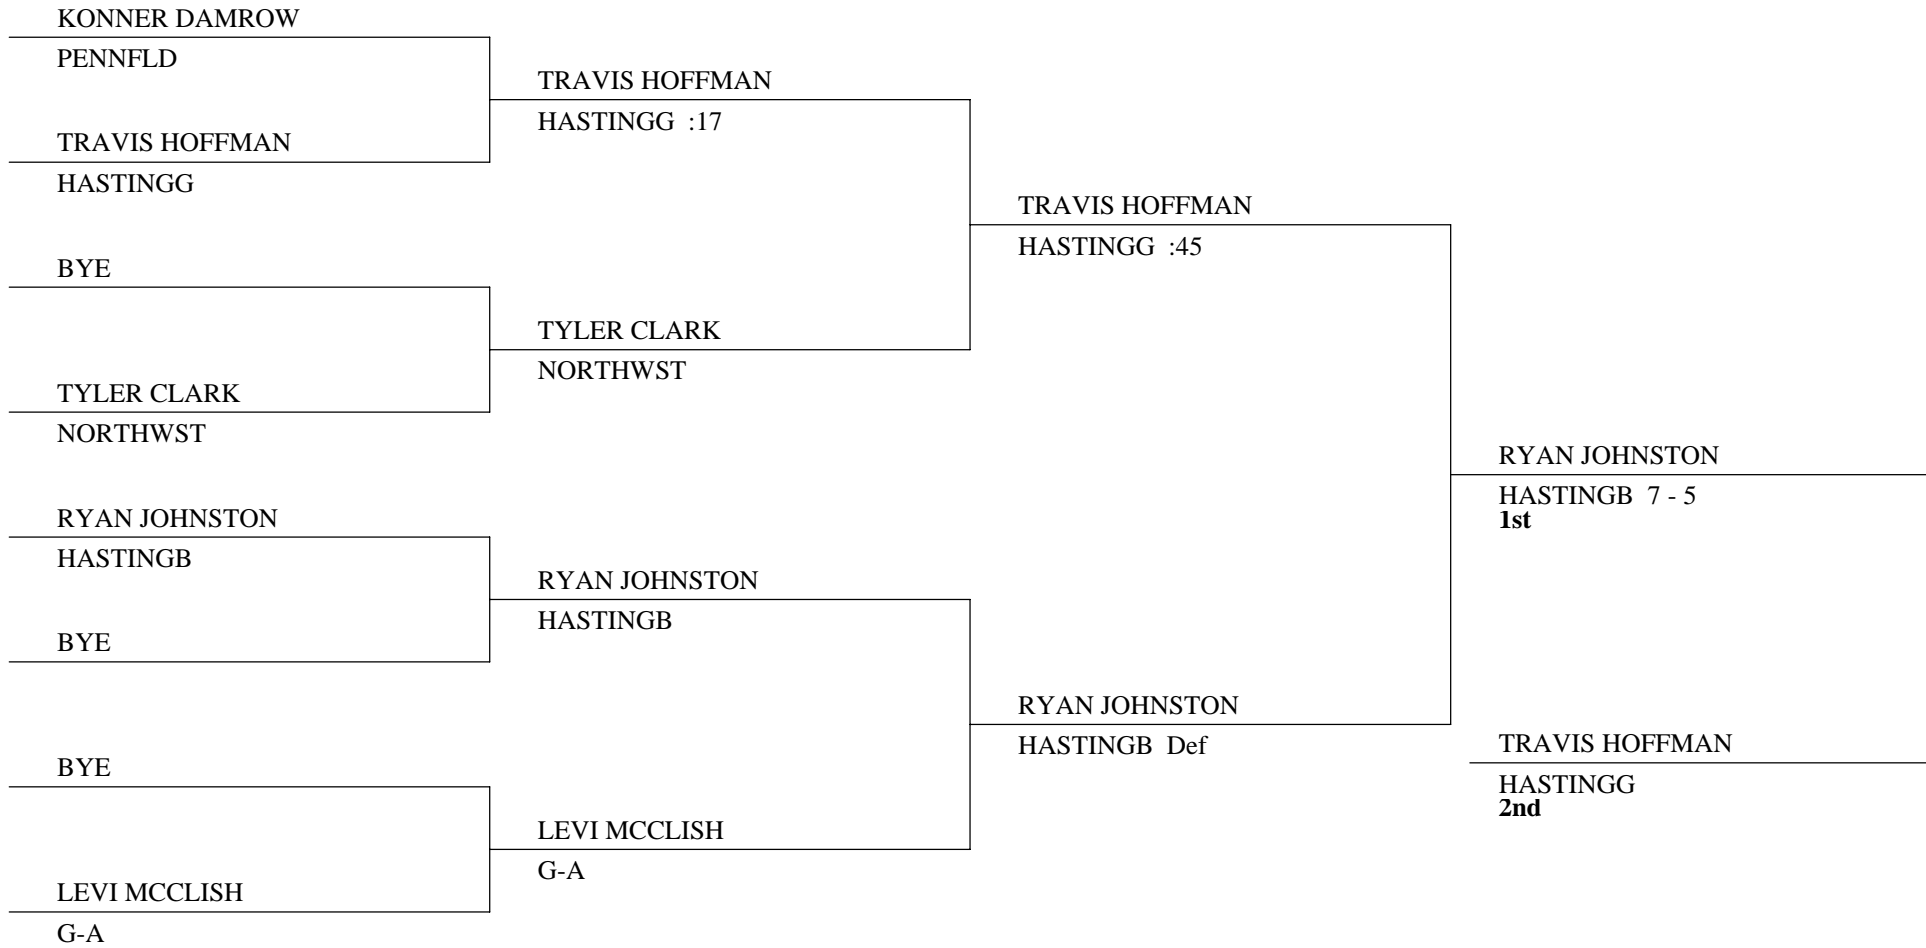 KONNER DAMROW
PENNFLD
TRAVIS HOFFMAN
HASTINGG
BYE
TYLER CLARK
NORTHWST
RYAN JOHNSTON
HASTINGB
BYE
BYE
LEVI MCCLISH
G-A
TRAVIS HOFFMAN
HASTINGG :17
TYLER CLARK
NORTHWST
RYAN JOHNSTON
HASTINGB
LEVI MCCLISH
G-A
TRAVIS HOFFMAN
HASTINGG :45
RYAN JOHNSTON
HASTINGB Def
RYAN JOHNSTON
HASTINGB 7 - 5
1st
TRAVIS HOFFMAN
HASTINGG
2nd